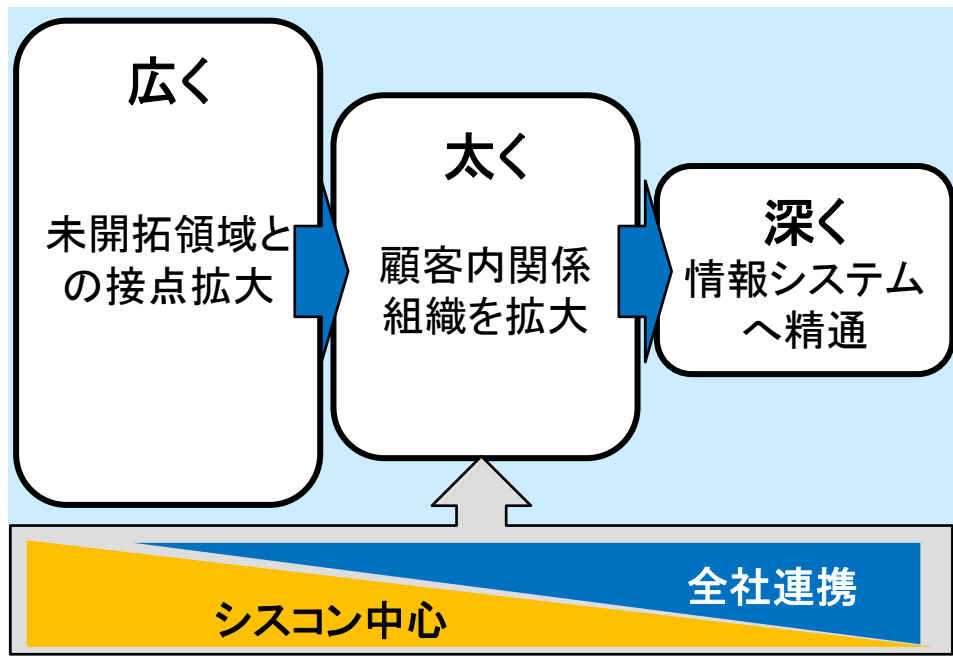 広く
未開拓領域と
の接点拡大
太く
顧客内関係
組織を拡大
深く
情報システム
へ精通
全社連携
シスコン中心